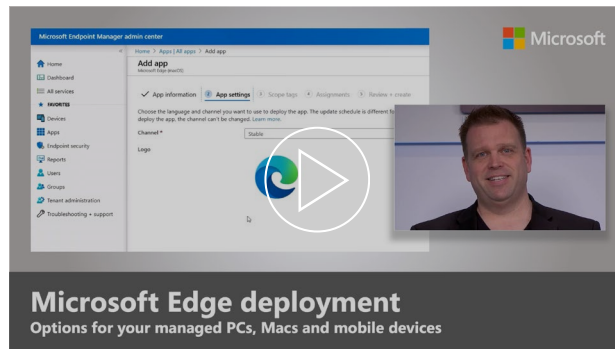 Microsoft Endpoint Manager admin center
Microsoft
Home > Apps | All apps > Add app
Add app
Microsoft Edge (macOS)
Home
Dashboard
All services
FAVORITES
Devices
Apps
Endpoint security
Reports
Users
Groups
Tenant administration
Troubleshooting + support
App information 2 App settings 3 Scope tags 4 Assignments 5 Review + create
Choose the language and channel you want to use to deploy the app. The update schedule is different fo
deploy the app, the channel can't be changed. Learn more.
Channel * Stable
Logo
Microsoft Edge deployment
Options for your managed PCs, Macs and mobile devices